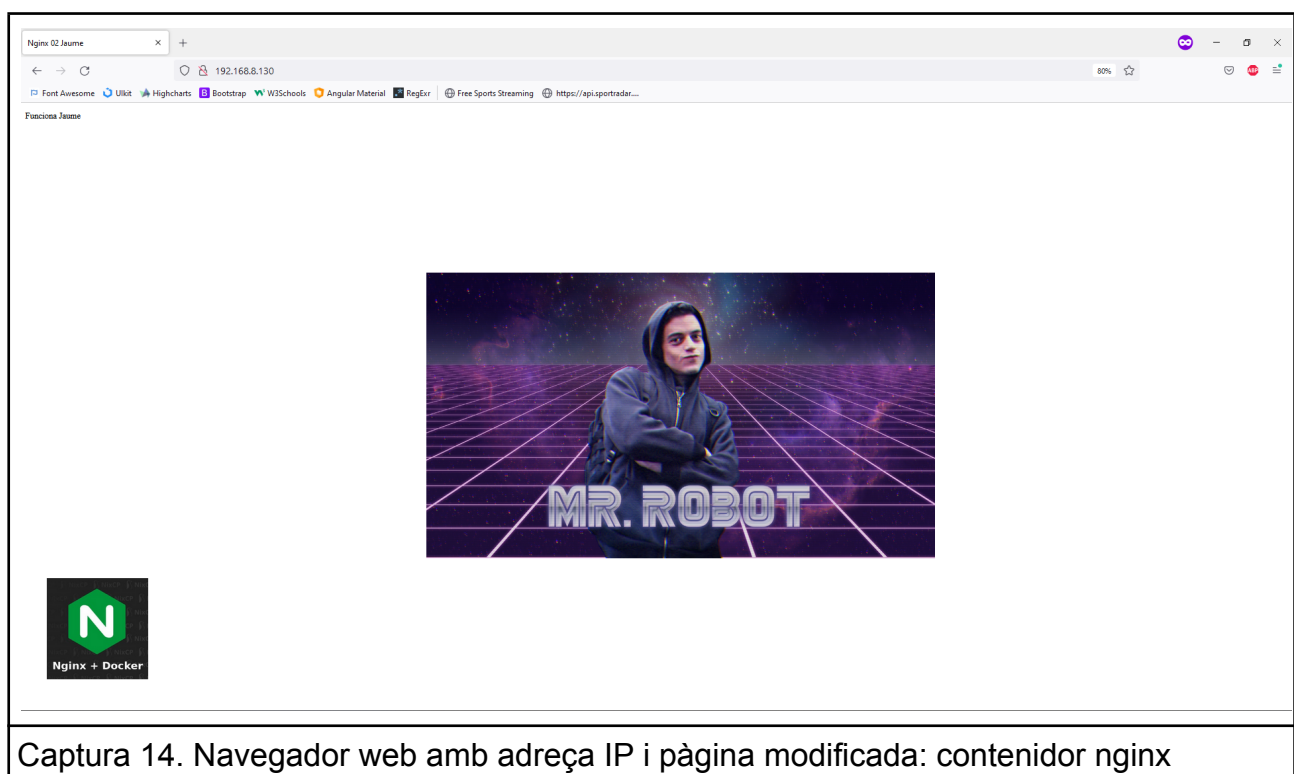 Nginx 02 Jaume
192.168.8.130
80%
ABP
Font Awesome UIkit Highcharts Bootstrap W3Schools Angular Material RegExr Free Sports Streaming https://api.sportradar....
Funciona Jaume
MR. ROBOT
N
Nginx + Docker
Captura 14. Navegador web amb adreça IP i pàgina modificada: contenidor nginx